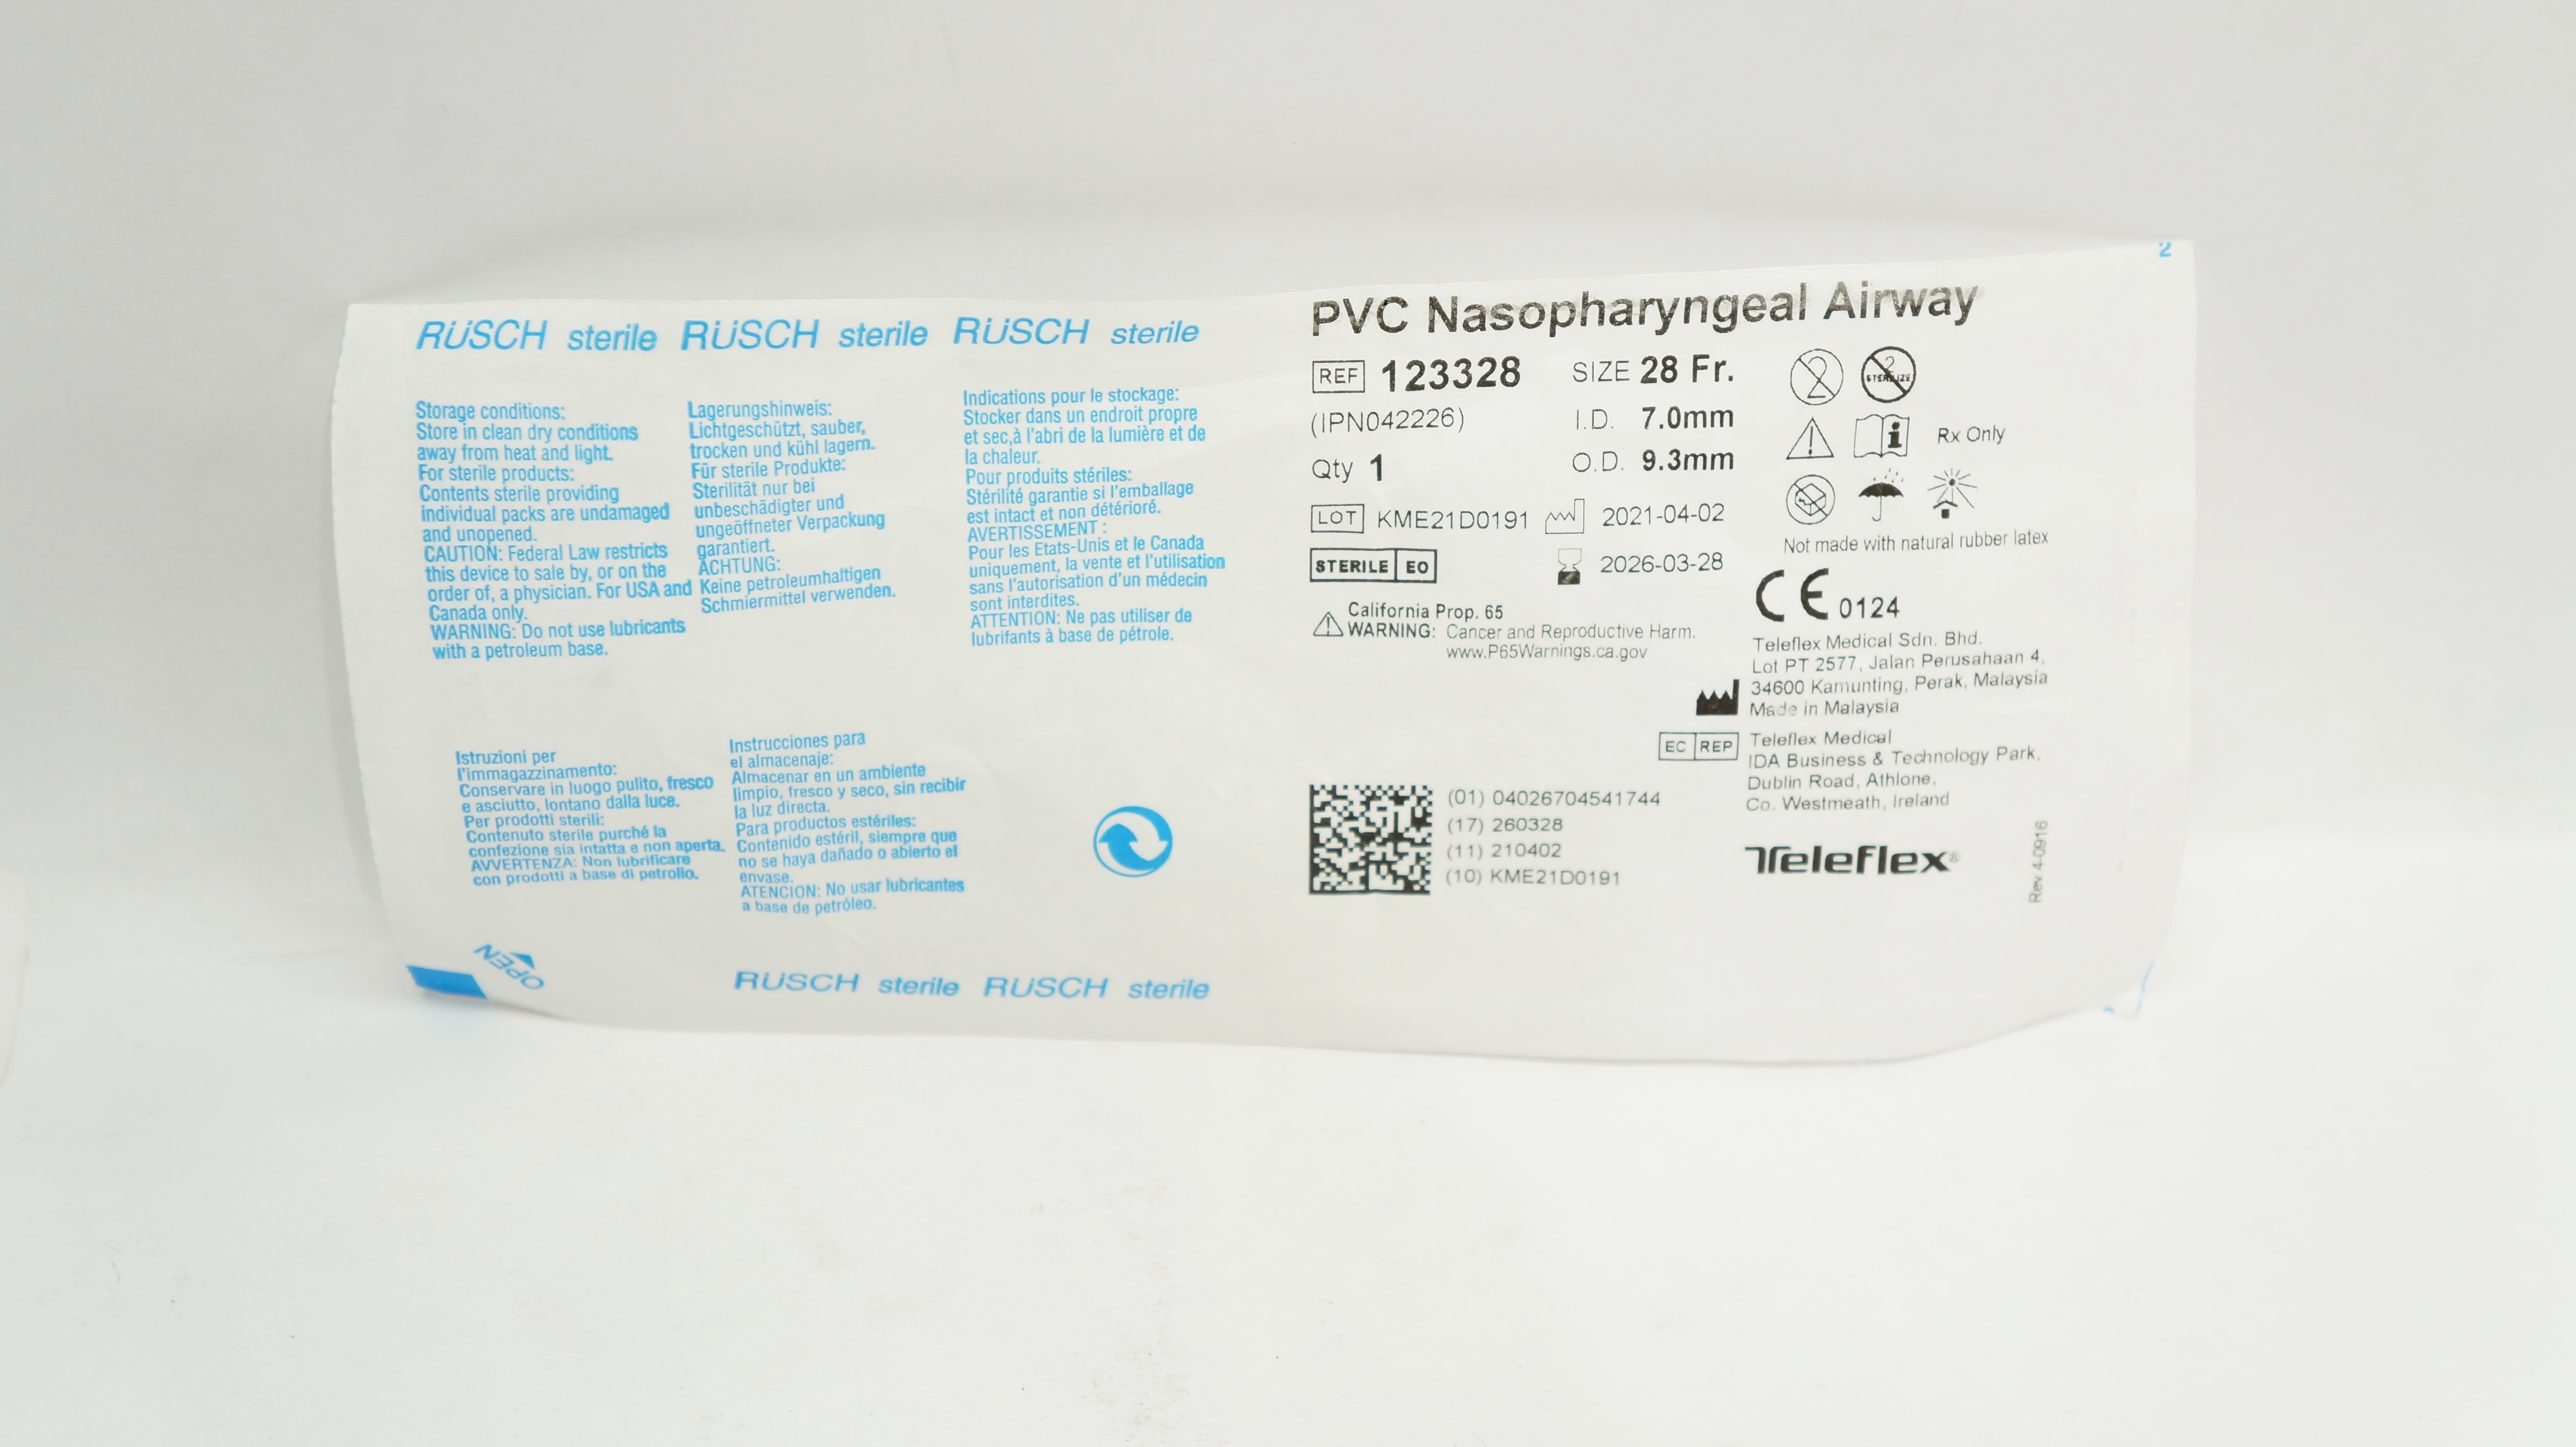 2
RÜSCH sterile RÜSCH sterile RÜSCH sterile
Storage conditions:
Store in clean dry conditions
away from heat and light.
For sterile products:
Contents sterile providing
individual packs are undamaged
and unopened.
CAUTION: Federal Law restricts
this device to sale by, or on the
order of, a physician. For USA and
Canada only.
WARNING: Do not use lubricants
with a petroleum base.
Lagerungshinweis:
Lichtgeschützt, sauber,
trocken und kühl lagern.
Für sterile Produkte:
Sterilität nur bei
unbeschädigter und
ungeöffneter Verpackung
garantiert.
ACHTUNG:
Keine petroleumhaltigen
Schmiermittel verwenden.
Indications pour le stockage:
Stocker dans un endroit propre
et sec,à l'abri de la lumière et de
la chaleur.
Pour produits stériles:
Stérilité garantie si l'emballage
est intact et non détérioré.
AVERTISSEMENT :
Pour les Etats-Unis et le Canada
uniquement, la vente et l'utilisation
sans l'autorisation d'un médecin
sont interdites.
ATTENTION: Ne pas utiliser de
lubrifants à base de pétrole.
Istruzioni per
l'immagazzinamento:
Conservare in luogo pulito, fresco
e asciutto, lontano dalla luce.
Per prodotti sterili:
Contenuto sterile purché la
confezione sia intatta e non aperta.
AVVERTENZA: Non lubrificare
con prodotti a base di petrolio.
Instrucciones para
el almacenaje:
Almacenar en un ambiente
limpio, fresco y seco, sin recibir
la luz directa.
Para productos estériles:
Contenido estéril, siempre que
no se haya dañado o abierto el
envase.
ATENCION: No usar lubricantes
a base de petróleo.
OPEN
RÜSCH sterile RÜSCH sterile
PVC Nasopharyngeal Airway
REF 123328 SIZE 28 Fr.
(IPN042226) I.D. 7.0mm
Qty 1 O.D. 9.3mm
LOT KME21D0191 2021-04-02
STERILE EO 2026-03-28
California Prop. 65
WARNING: Cancer and Reproductive Harm.
www.P65Warnings.ca.gov
2 2 STERILIZE
Rx Only
Not made with natural rubber latex
CE 0124
Teleflex Medical Sdn. Bhd.
Lot PT 2577, Jalan Perusahaan 4,
34600 Kamunting, Perak, Malaysia
Made in Malaysia
EC REP Teleflex Medical
IDA Business & Technology Park,
Dublin Road, Athlone,
Co. Westmeath, Ireland
(01) 04026704541744
(17) 260328
(11) 210402
(10) KME21D0191
Teleflex®
Rev 4-0916